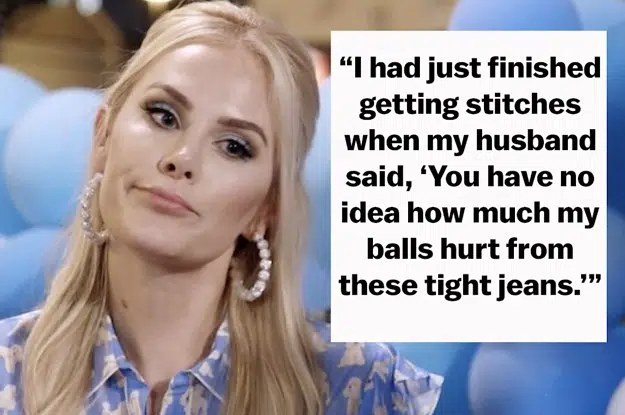 “I had just finished
getting stitches
when my husband
said, ‘You have no
idea how much my
balls hurt from
these tight jeans.’”